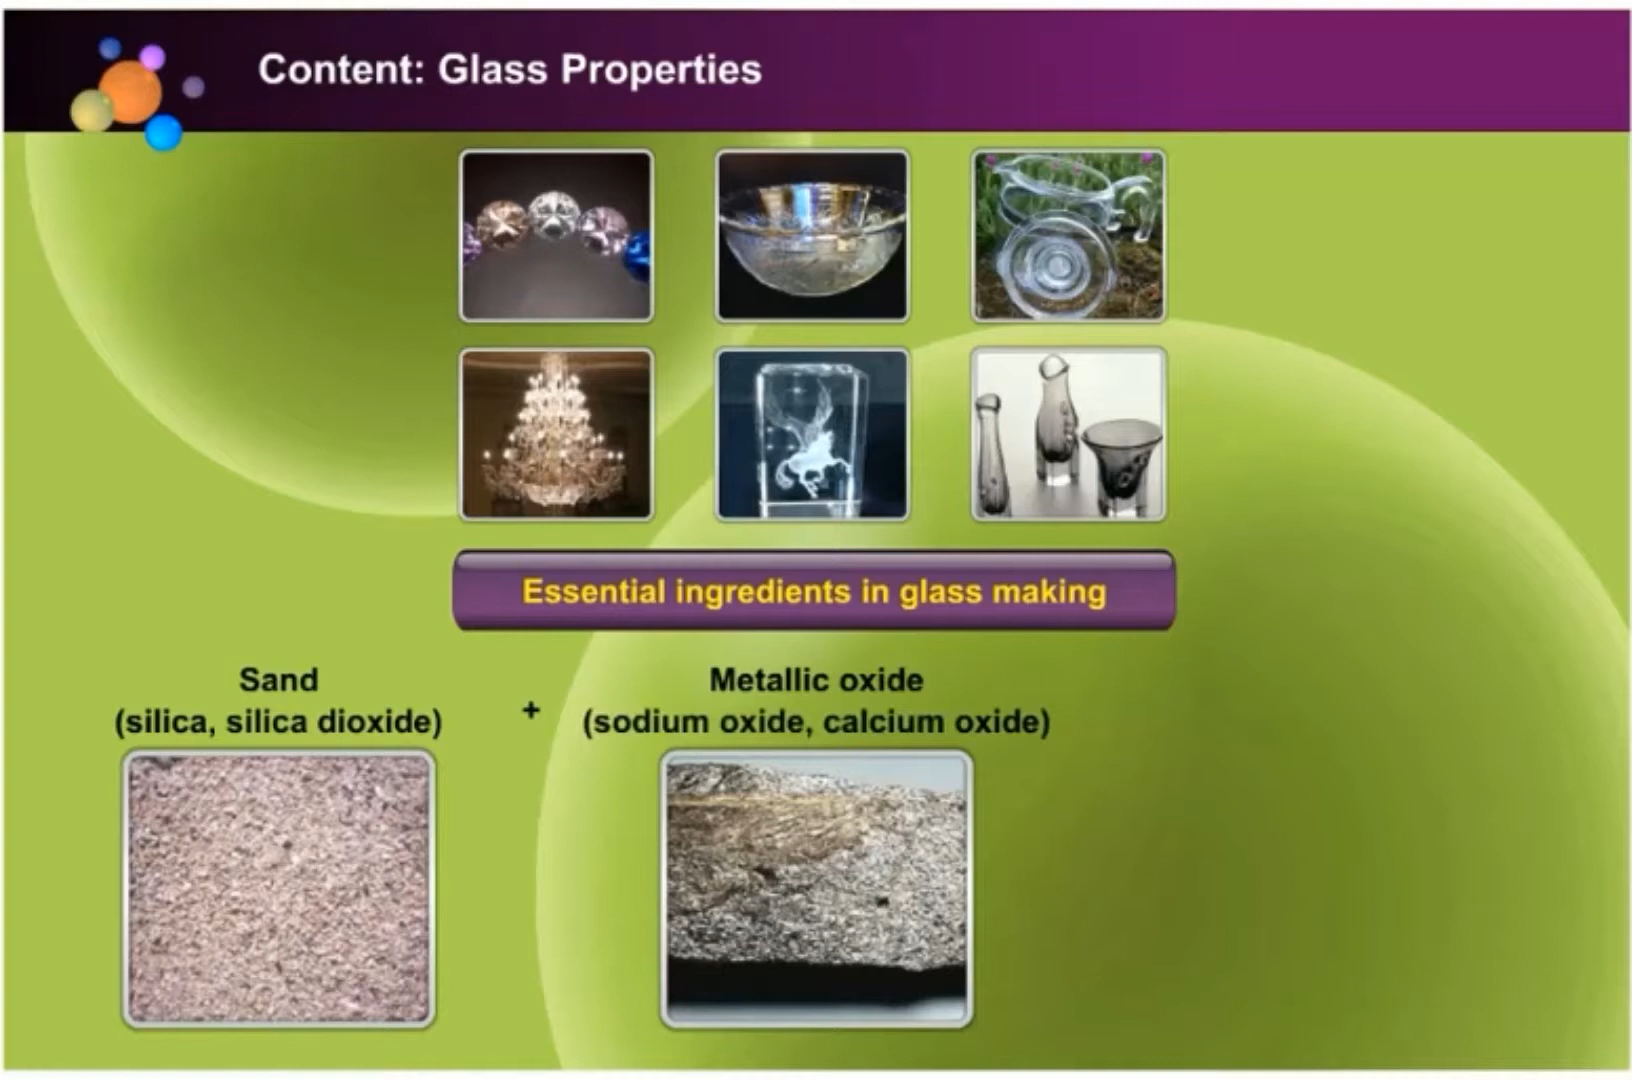 Content: Glass Properties
Essential ingredients in glass making
Sand
(silica, silica dioxide)
+
Metallic oxide
(sodium oxide, calcium oxide)